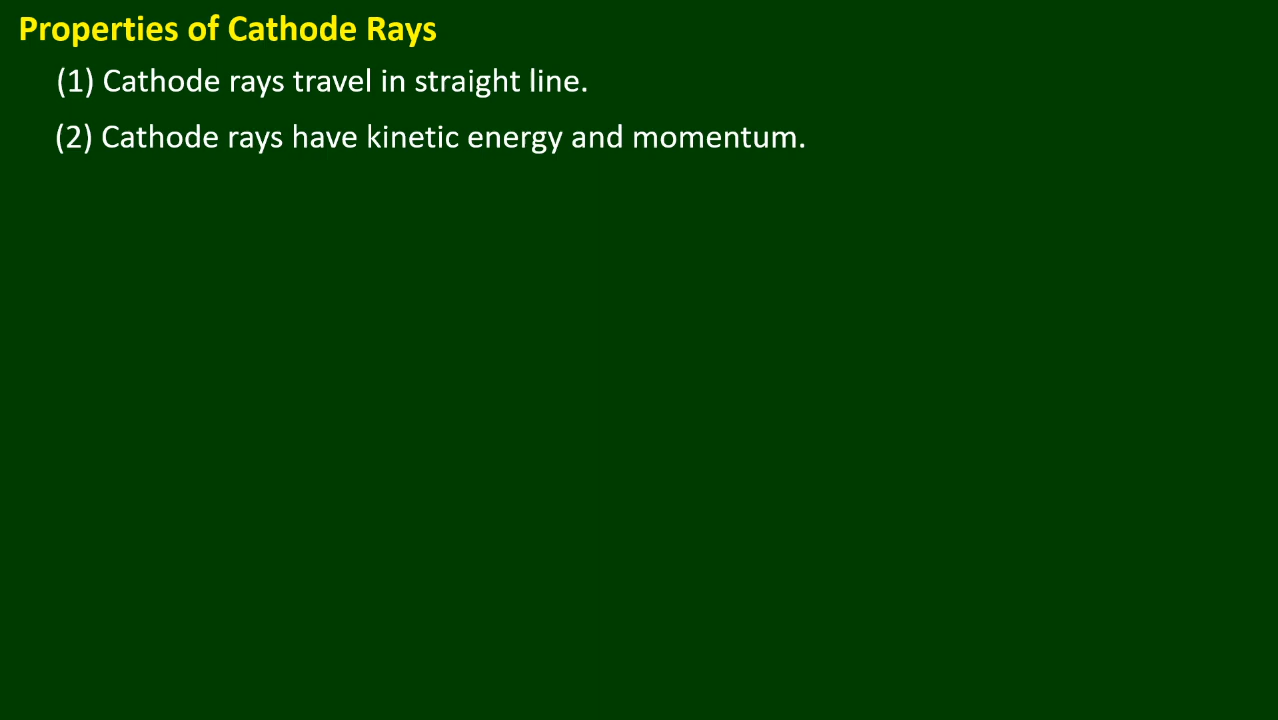 Properties of Cathode Rays
(1) Cathode rays travel in straight line.
(2) Cathode rays have kinetic energy and momentum.